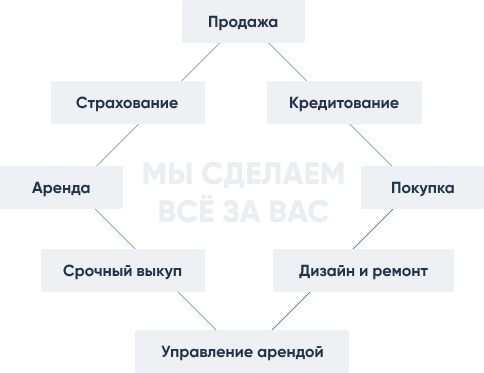 Продажа
Страхование
Кредитование
Аренда
МЫ СДЕЛАЕМ
ВСЁ ЗА ВАС
Покупка
Срочный выкуп
Дизайн и ремонт
Управление арендой